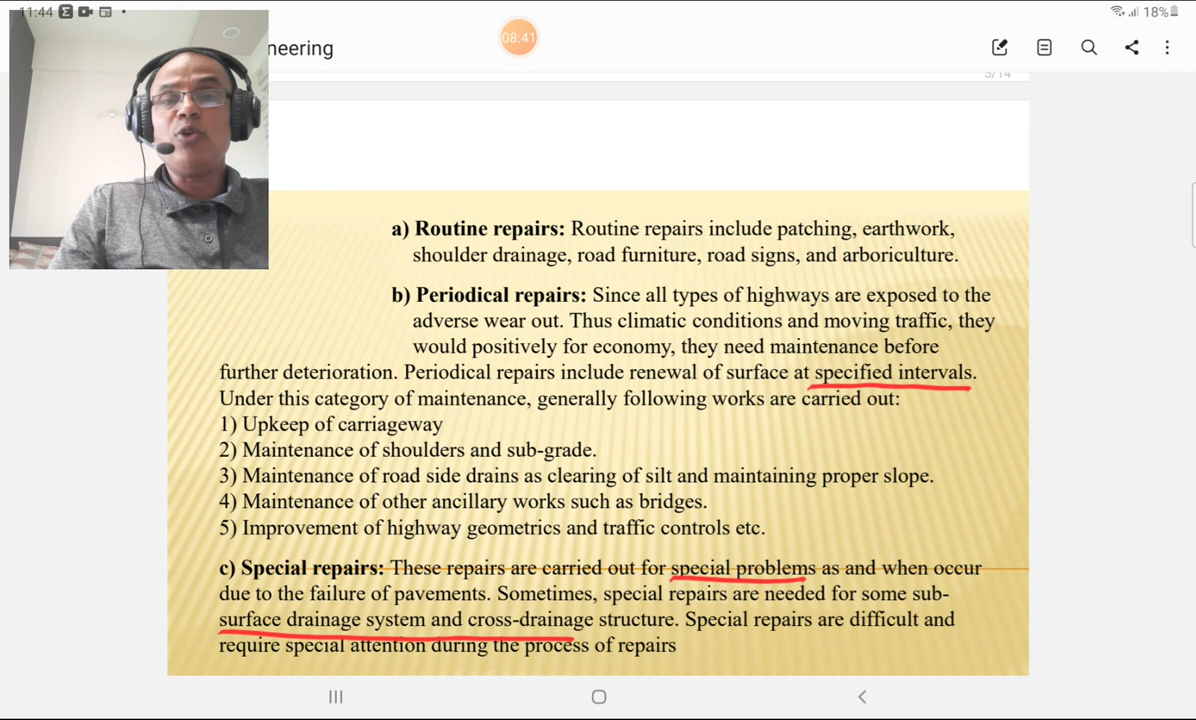 11:44
18%
neering
08:41
5/14
a) Routine repairs: Routine repairs include patching, earthwork,
shoulder drainage, road furniture, road signs, and arboriculture.
b) Periodical repairs: Since all types of highways are exposed to the
adverse wear out. Thus climatic conditions and moving traffic, they
would positively for economy, they need maintenance before
further deterioration. Periodical repairs include renewal of surface at specified intervals.
Under this category of maintenance, generally following works are carried out:
1) Upkeep of carriageway
2) Maintenance of shoulders and sub-grade.
3) Maintenance of road side drains as clearing of silt and maintaining proper slope.
4) Maintenance of other ancillary works such as bridges.
5) Improvement of highway geometrics and traffic controls etc.
c) Special repairs: These repairs are carried out for special problems as and when occur
due to the failure of pavements. Sometimes, special repairs are needed for some sub-
surface drainage system and cross-drainage structure. Special repairs are difficult and
require special attention during the process of repairs